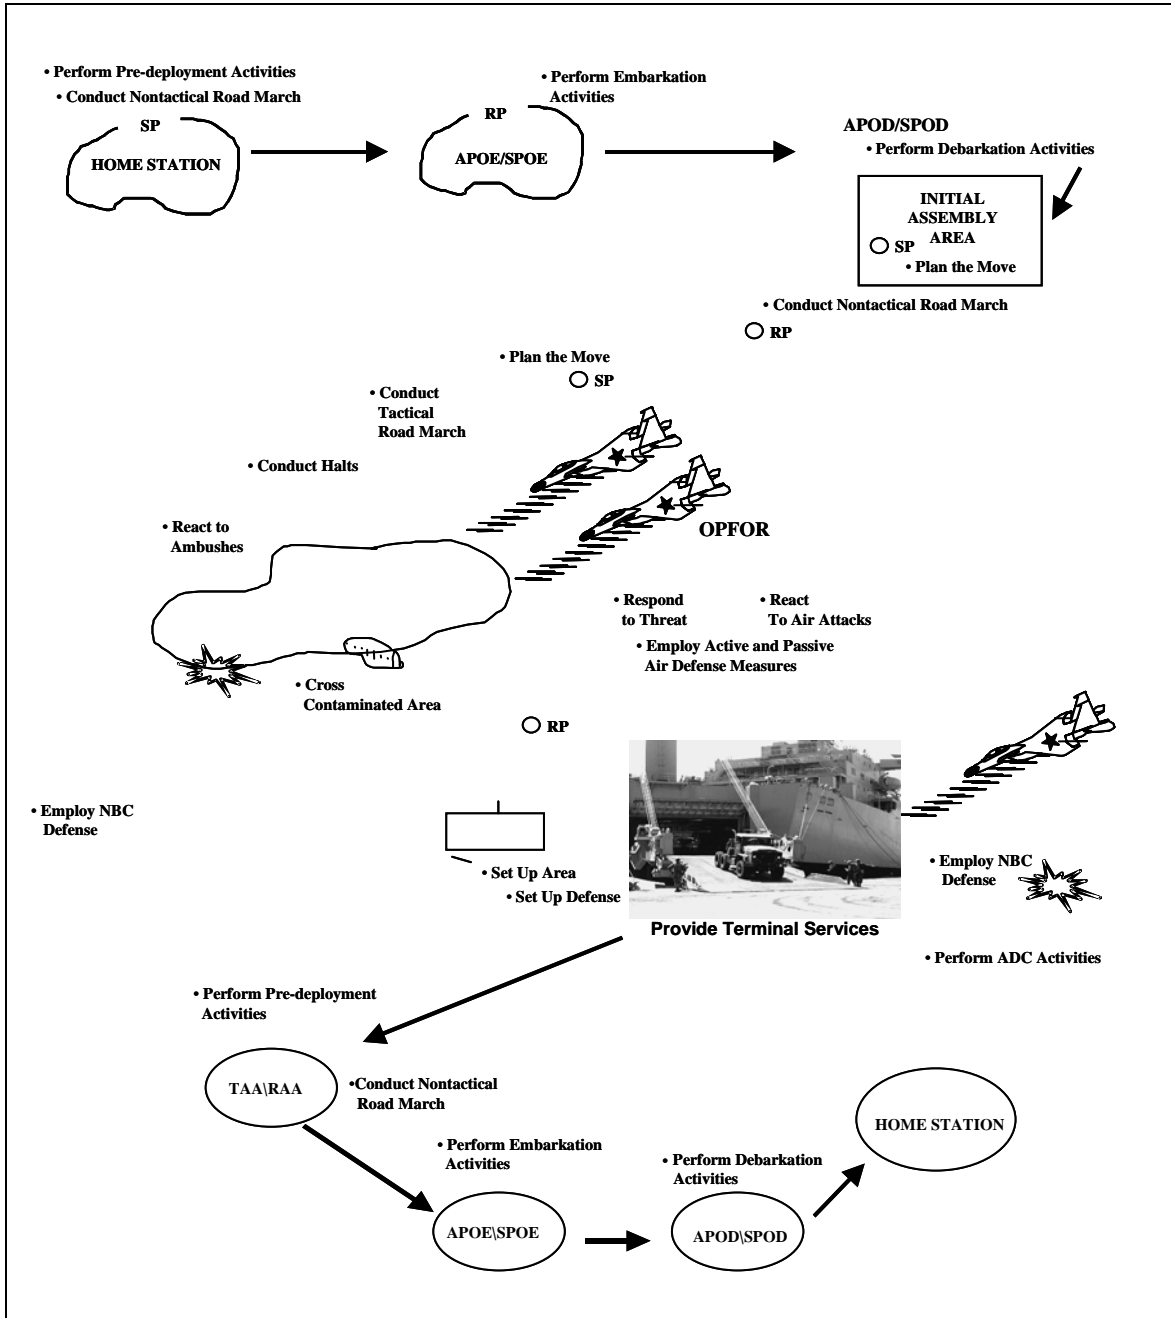 • Perform Pre-deployment Activities
• Conduct Nontactical Road March
SP
HOME STATION
• Perform Embarkation
Activities
RP
APOE/SPOE
APOD/SPOD
• Perform Debarkation Activities
INITIAL
ASSEMBLY
AREA
SP
• Plan the Move
• Conduct Nontactical Road March
RP
• Plan the Move
SP
• Conduct
Tactical
Road March
• Conduct Halts
• React to
Ambushes
OPFOR
• Respond
to Threat
• React
To Air Attacks
• Employ Active and Passive
Air Defense Measures
• Cross
Contaminated Area
RP
• Employ NBC
Defense
• Set Up Area
• Set Up Defense
Provide Terminal Services
• Employ NBC
Defense
• Perform ADC Activities
• Perform Pre-deployment
Activities
TAA\RAA
•Conduct Nontactical
Road March
• Perform Embarkation
Activities
APOE\SPOE
• Perform Debarkation
Activities
APOD\SPOD
HOME STATION